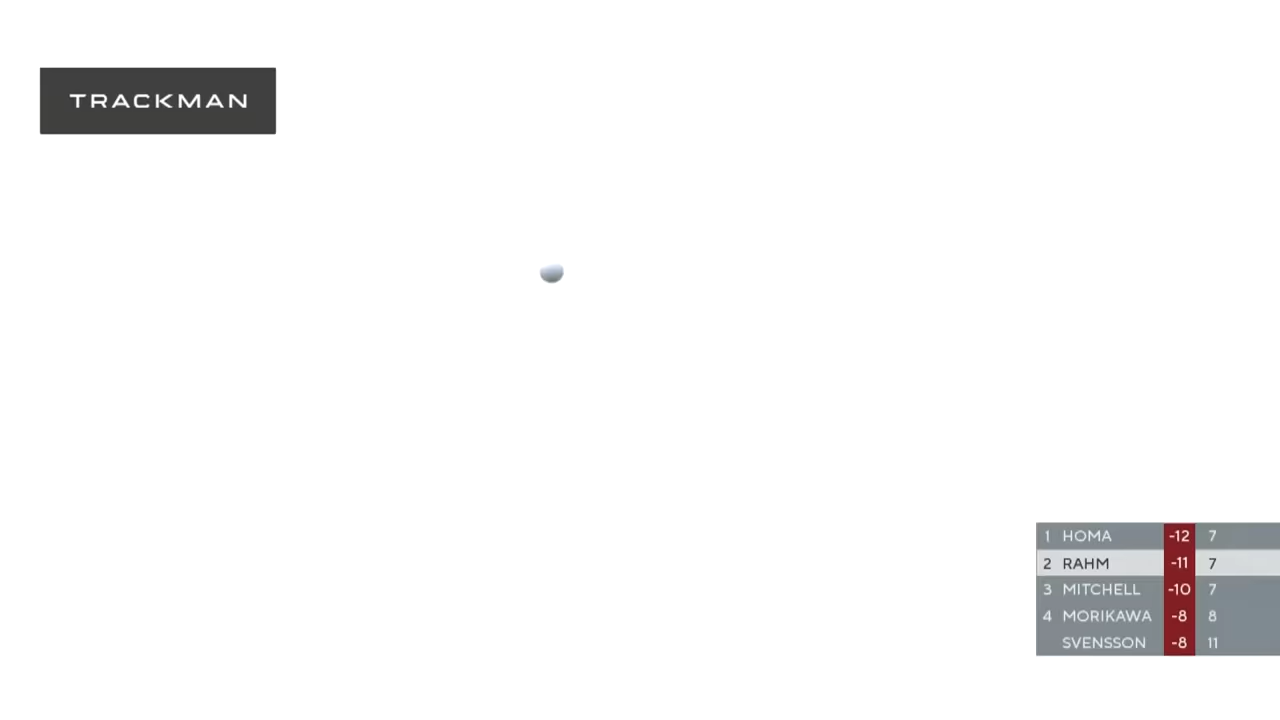 TRACKMAN
1 HOMA -12 7
2 RAHM -11 7
3 MITCHELL -10 7
4 MORIKAWA -8 8
SVENSSON -8 11